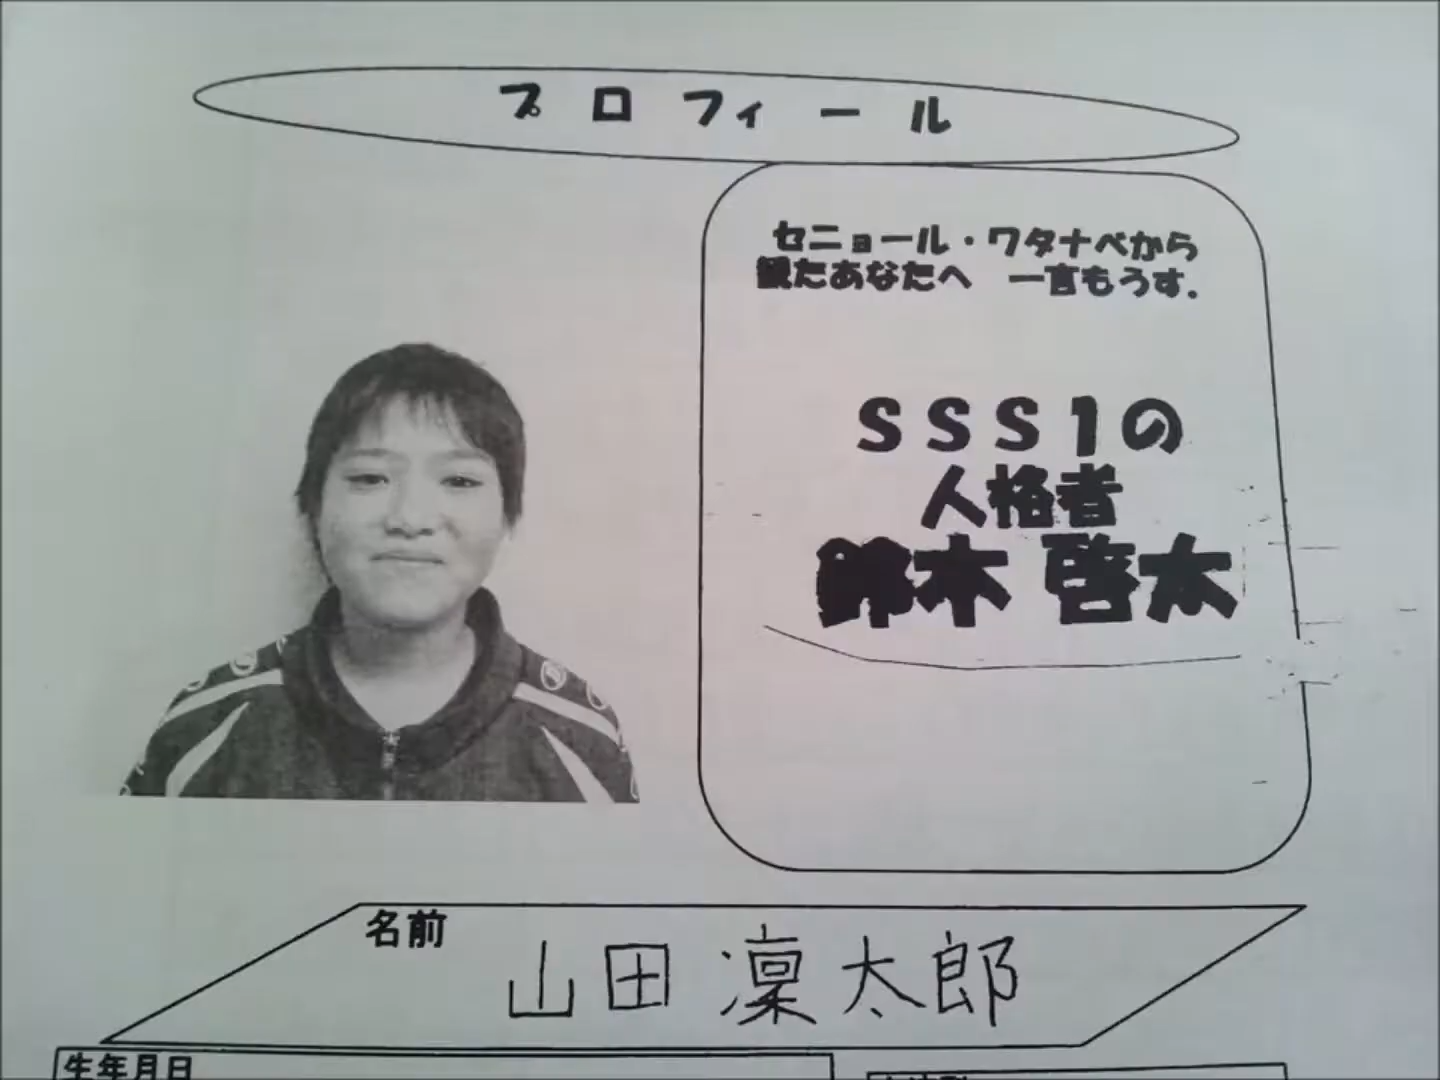 プロフィール
セニョール・ワタナベから
観たあなたへ　一言もうす.
SSS1の
人格者
鈴木 啓太
名前
山田 凜太郎
生年月日